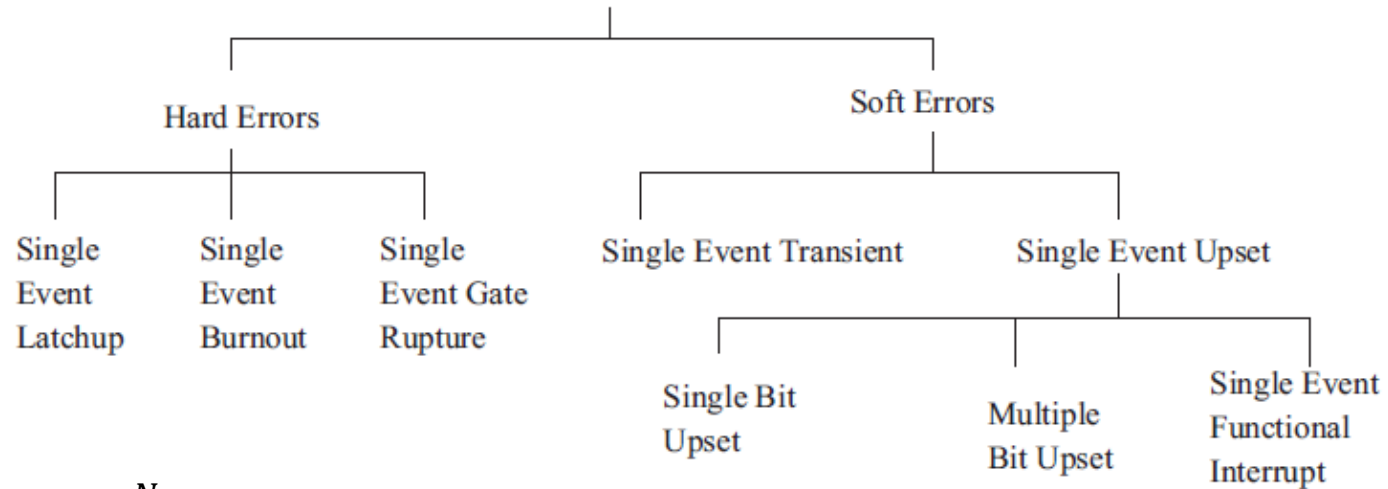 Hard Errors
Soft Errors
Single
Event
Latchup
Single
Event
Burnout
Single
Event Gate
Rupture
Single Event Transient
Single Event Upset
Single Bit
Upset
Multiple
Bit Upset
Single Event
Functional
Interrupt
N